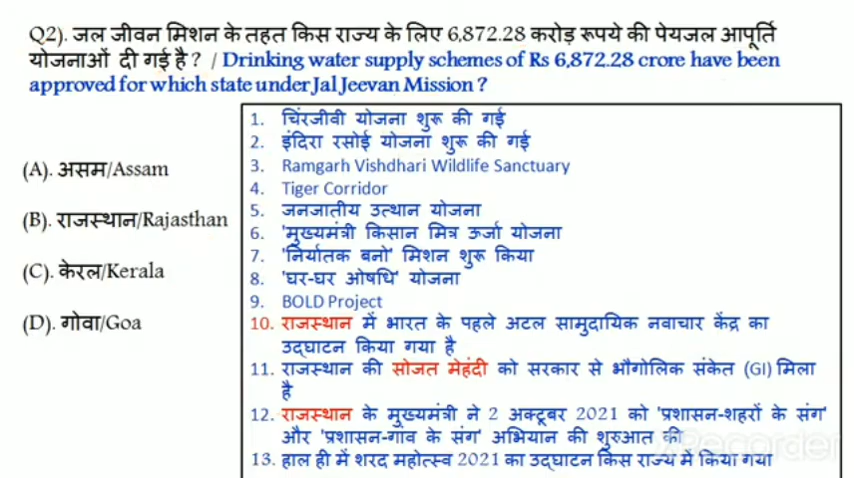 Q2). जल जीवन मिशन के तहत किस राज्य के लिए 6,872.28 करोड़ रूपये की पेयजल आपूर्ति
योजनाओं दी गई है ? / Drinking water supply schemes of Rs 6,872.28 crore have been
approved for which state under Jal Jeevan Mission ?
(A). असम/Assam
(B). राजस्थान/Rajasthan
(C). केरल/Kerala
(D). गोवा/Goa
1. चिंरजीवी योजना शुरू की गई
2. इंदिरा रसोई योजना शुरू की गई
3. Ramgarh Vishdhari Wildlife Sanctuary
4. Tiger Corridor
5. जनजातीय उत्थान योजना
6. 'मुख्यमंत्री किसान मित्र ऊर्जा योजना
7. 'निर्यातक बनो' मिशन शुरू किया
8. 'घर-घर ओषधि' योजना
9. BOLD Project
10. राजस्थान में भारत के पहले अटल सामुदायिक नवाचार केंद्र का
उद्घाटन किया गया है
11. राजस्थान की सोजत मेहंदी को सरकार से भौगोलिक संकेत (GI) मिला
है
12. राजस्थान के मुख्यमंत्री ने 2 अक्टूबर 2021 को 'प्रशासन-शहरों के संग'
और 'प्रशासन-गांव के संग' अभियान की शुरुआत की
13. हाल ही में शरद महोत्स्व 2021 का उद्घाटन किस राज्य में किया गया